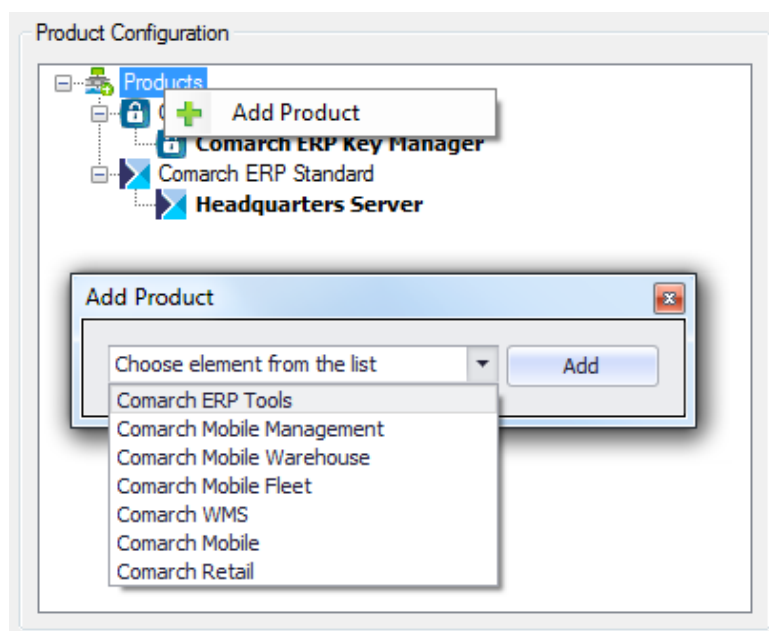 Product Configuration
Products
Add Product
Comarch ERP Key Manager
Comarch ERP Standard
Headquarters Server
Add Product
Choose element from the list
Add
Comarch ERP Tools
Comarch Mobile Management
Comarch Mobile Warehouse
Comarch Mobile Fleet
Comarch WMS
Comarch Mobile
Comarch Retail